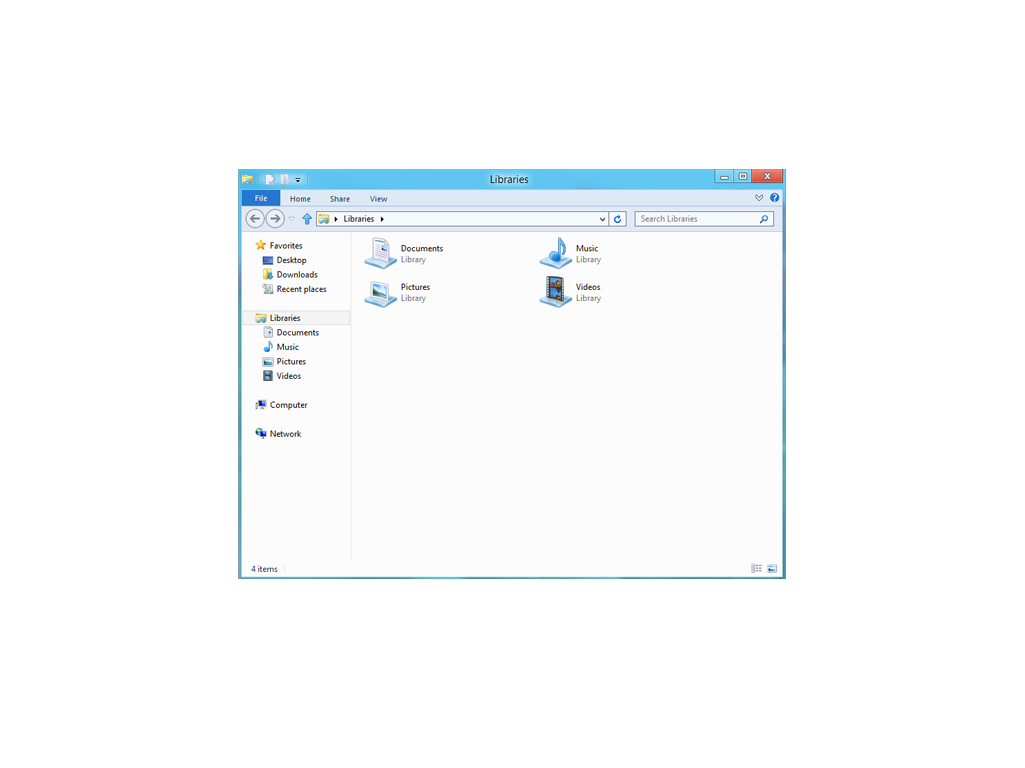 Libraries
File Home Share View
Libraries Search Libraries
Favorites
Desktop
Downloads
Recent places
Libraries
Documents
Music
Pictures
Videos
Computer
Network
Documents
Library
Music
Library
Pictures
Library
Videos
Library
4 items